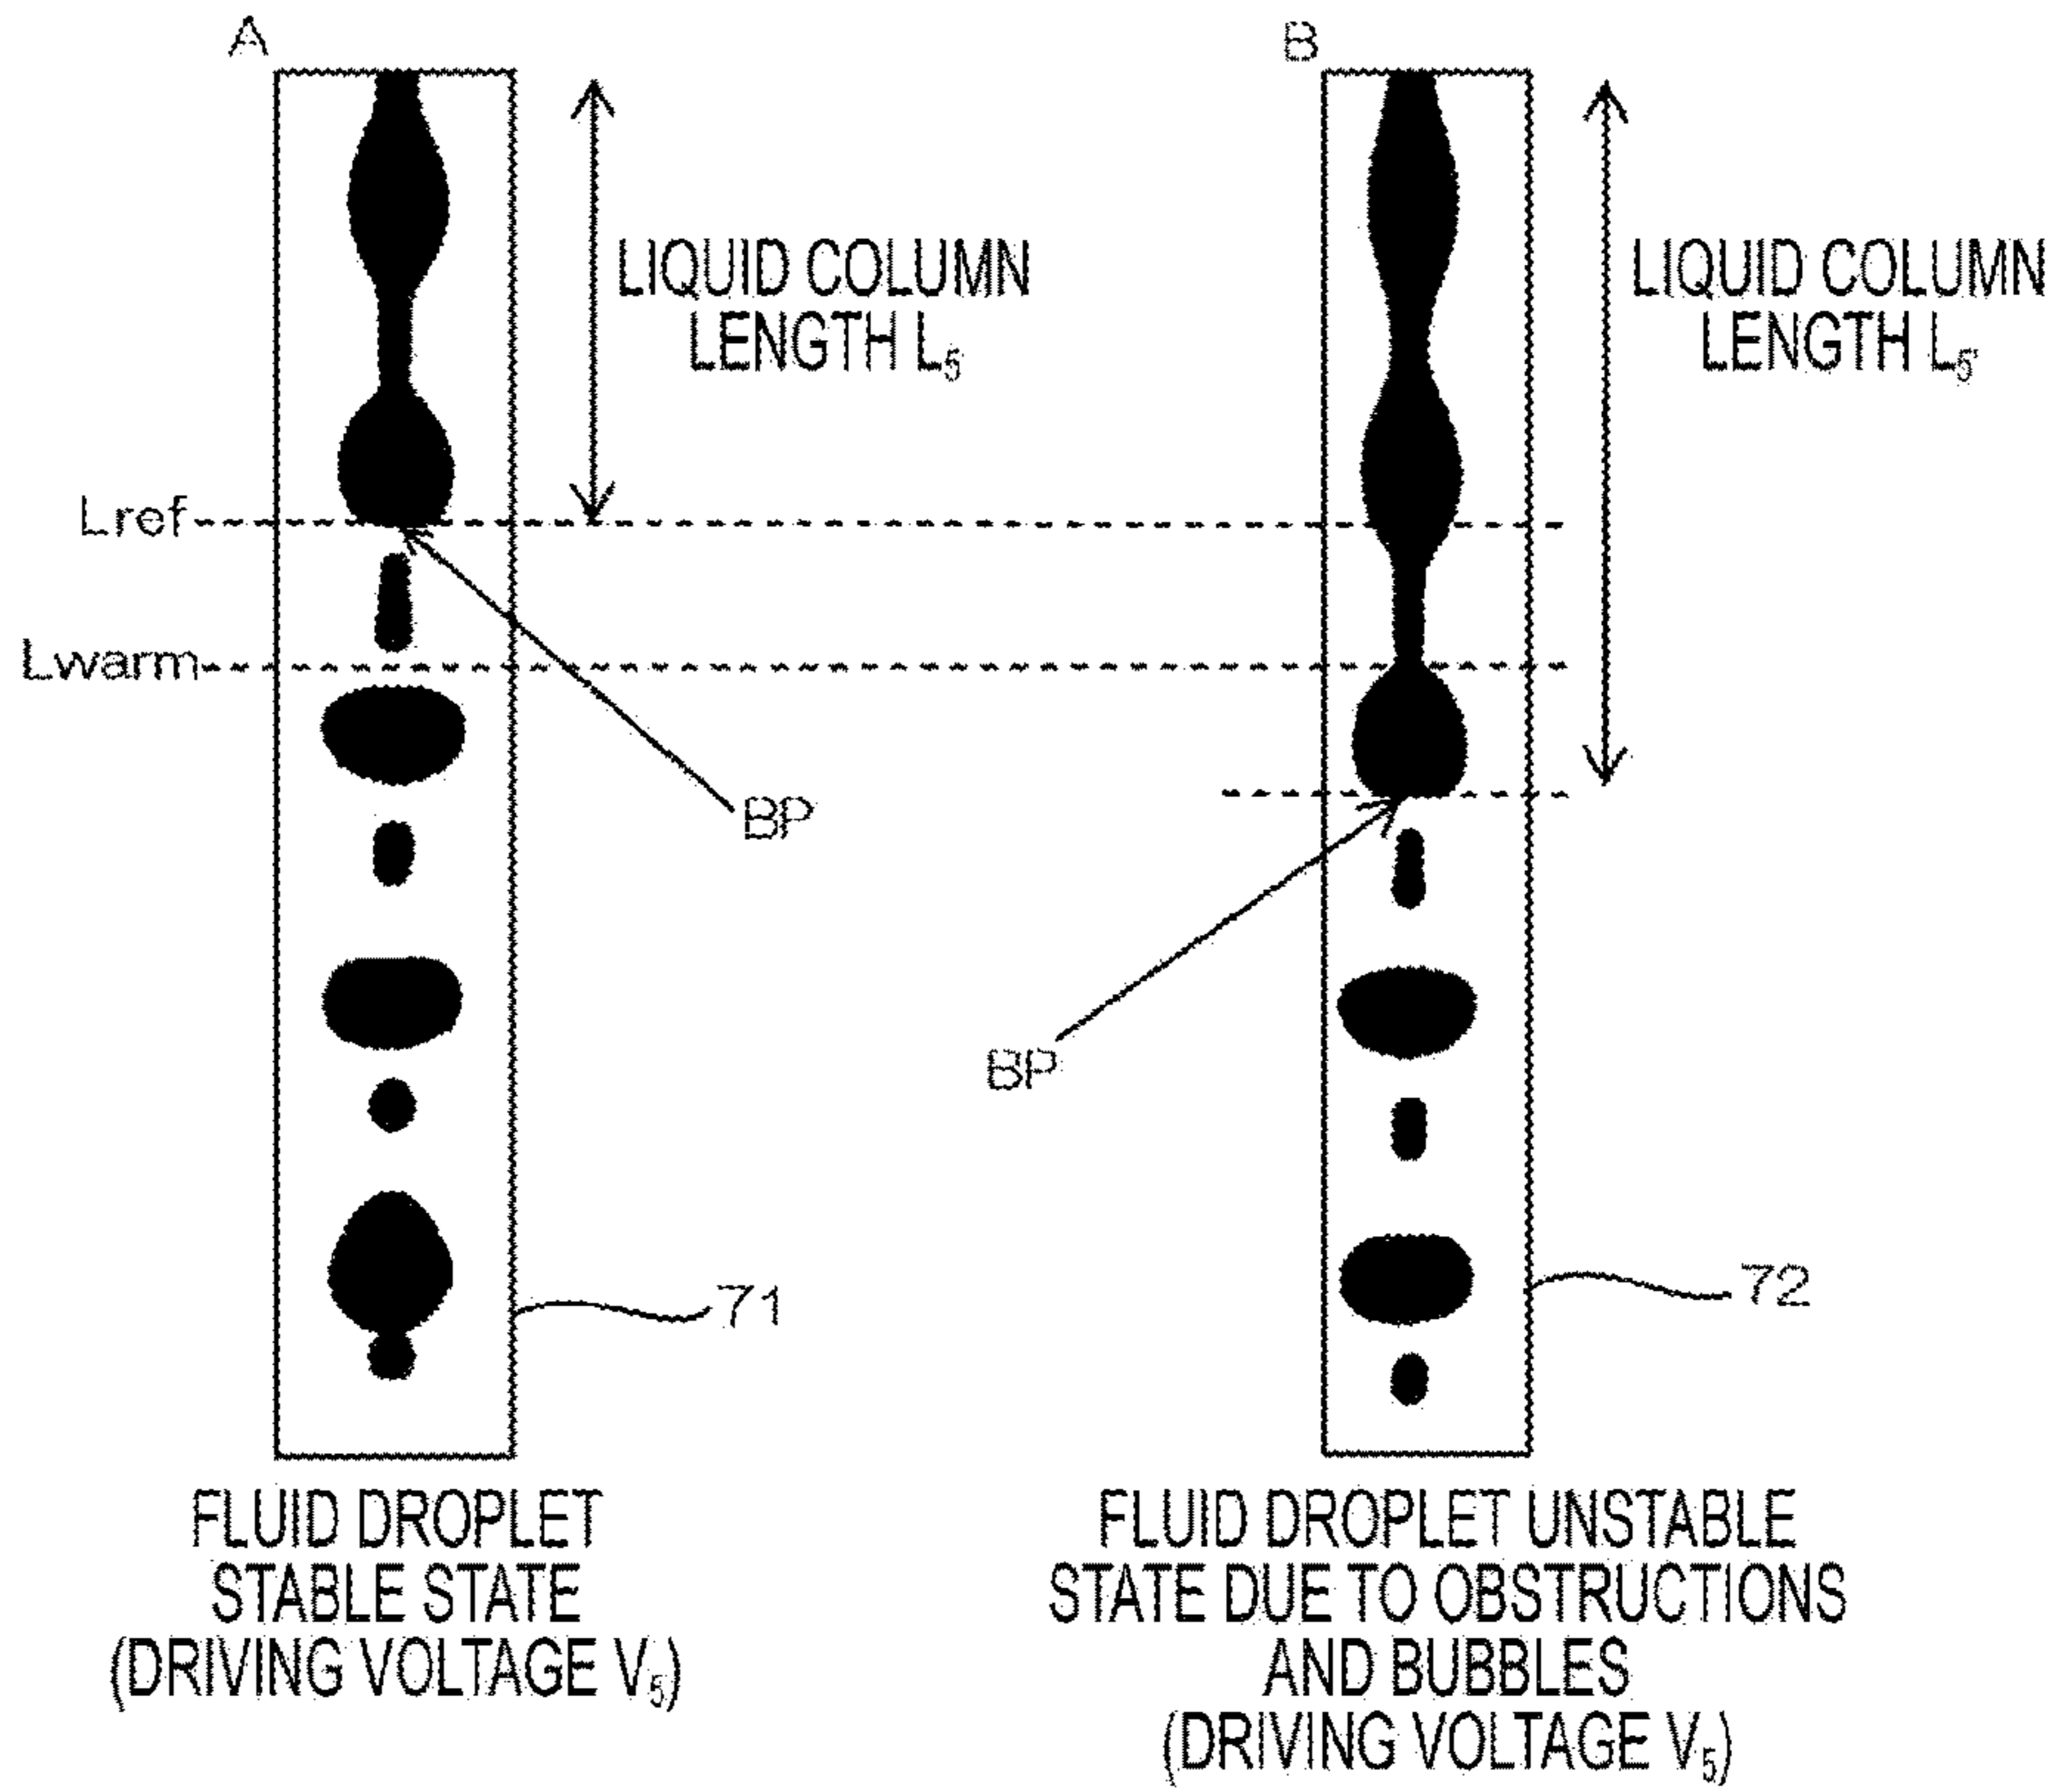 A
B
LIQUID COLUMN
LENGTH L5
LIQUID COLUMN
LENGTH L5'
Lref
Lwarm
BP
BP
71
72
FLUID DROPLET
STABLE STATE
(DRIVING VOLTAGE V5)
FLUID DROPLET UNSTABLE
STATE DUE TO OBSTRUCTIONS
AND BUBBLES
(DRIVING VOLTAGE V5)